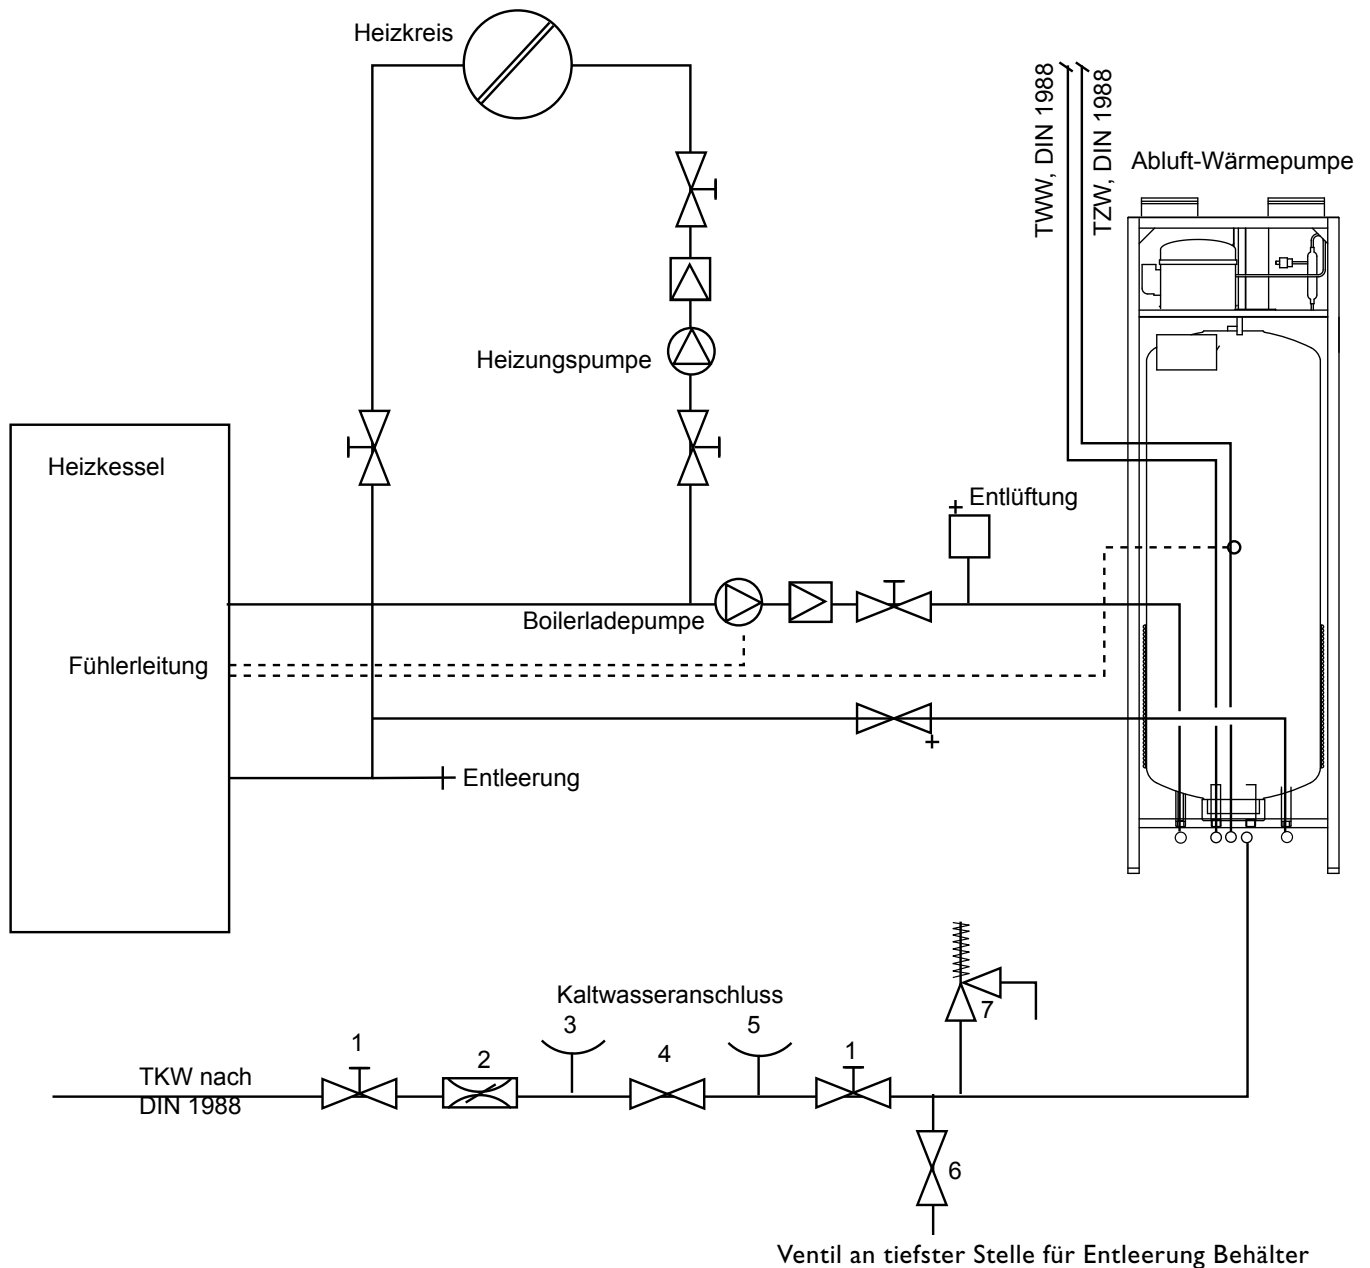 Heizkreis
TWW, DIN 1988
TZW, DIN 1988
Abluft-Wärmepumpe
Heizungspumpe
Heizkessel
Entlüftung
Boilerladepumpe
Fühlerleitung
Entleerung
Kaltwasseranschluss
1
2
3
4
5
1
7
TKW nach
DIN 1988
6
Ventil an tiefster Stelle für Entleerung Behälter